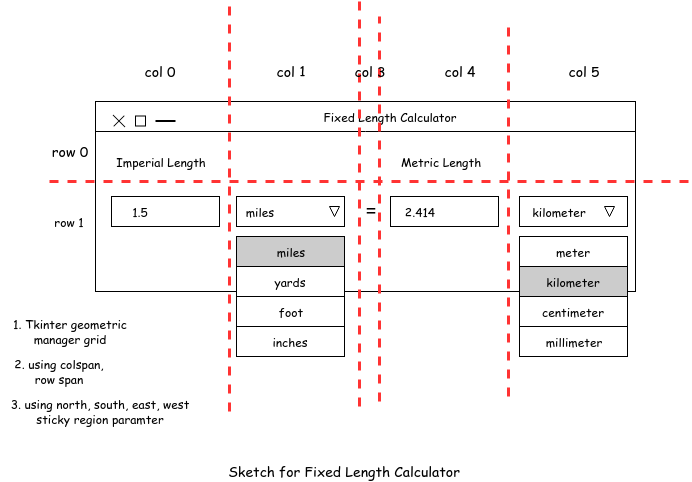 col 0
col 1
col 3
col 4
col 5
Fixed Length Calculator
row 0
Imperial Length
Metric Length
row 1
1.5
miles
=
2.414
kilometer
miles
meter
yards
kilometer
foot
centimeter
inches
millimeter
1. Tkinter geometric
manager grid
2. using colspan,
row span
3. using north, south, east, west
sticky region paramter
Sketch for Fixed Length Calculator